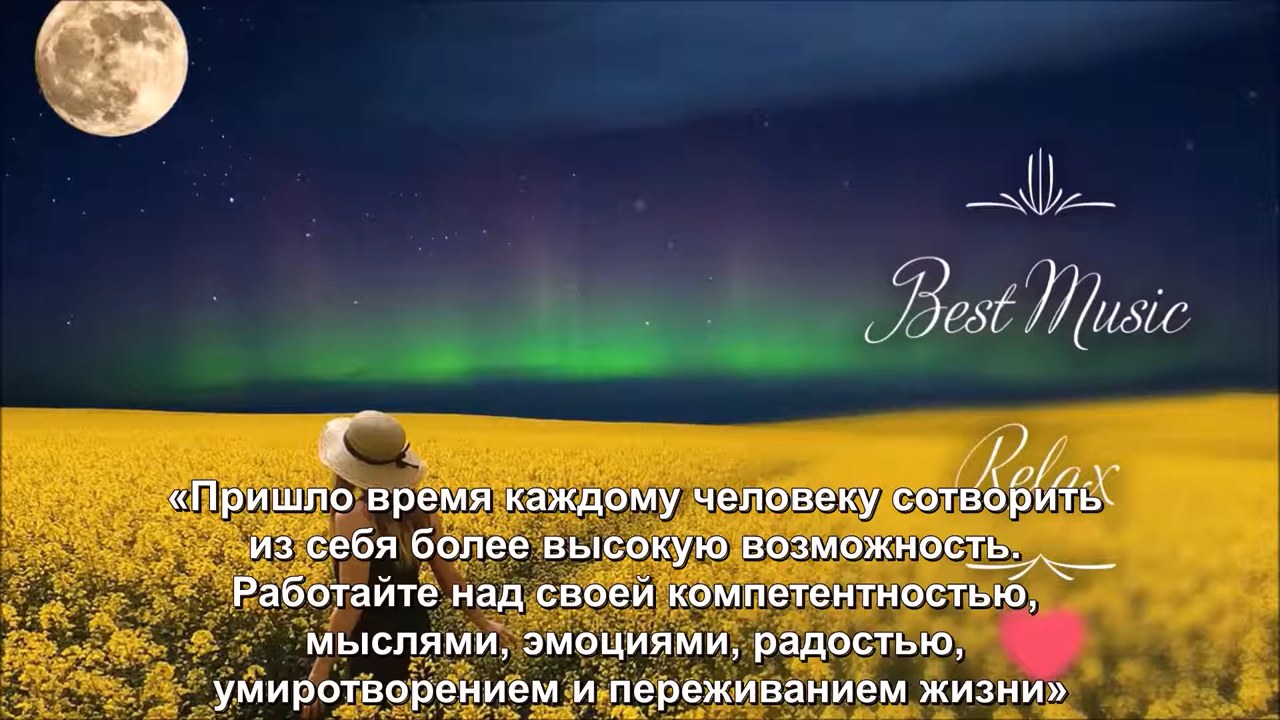 Best Music
Relax
«Пришло время каждому человеку сотворить
из себя более высокую возможность.
Работайте над своей компетентностью,
мыслями, эмоциями, радостью,
умиротворением и переживанием жизни»